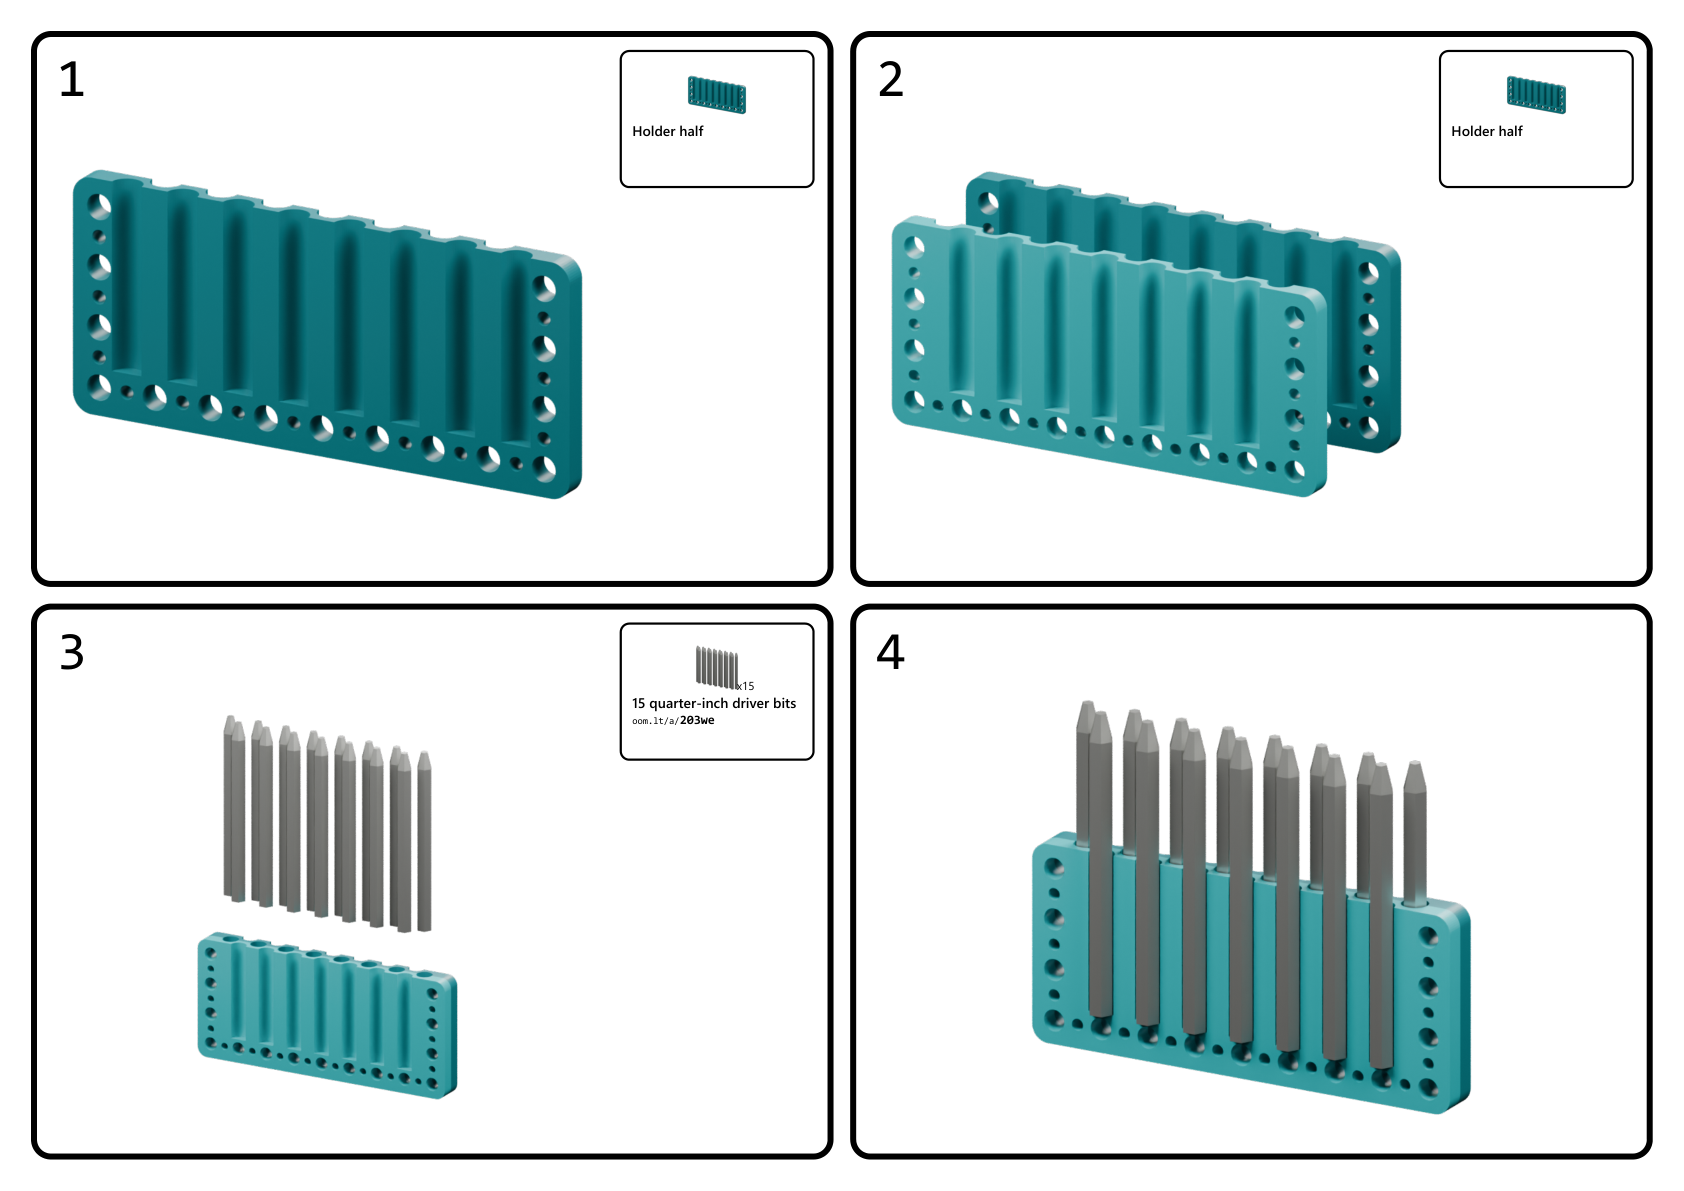 1
Holder half
2
Holder half
3
x15
15 quarter-inch driver bits
oom.lt/a/203we
4